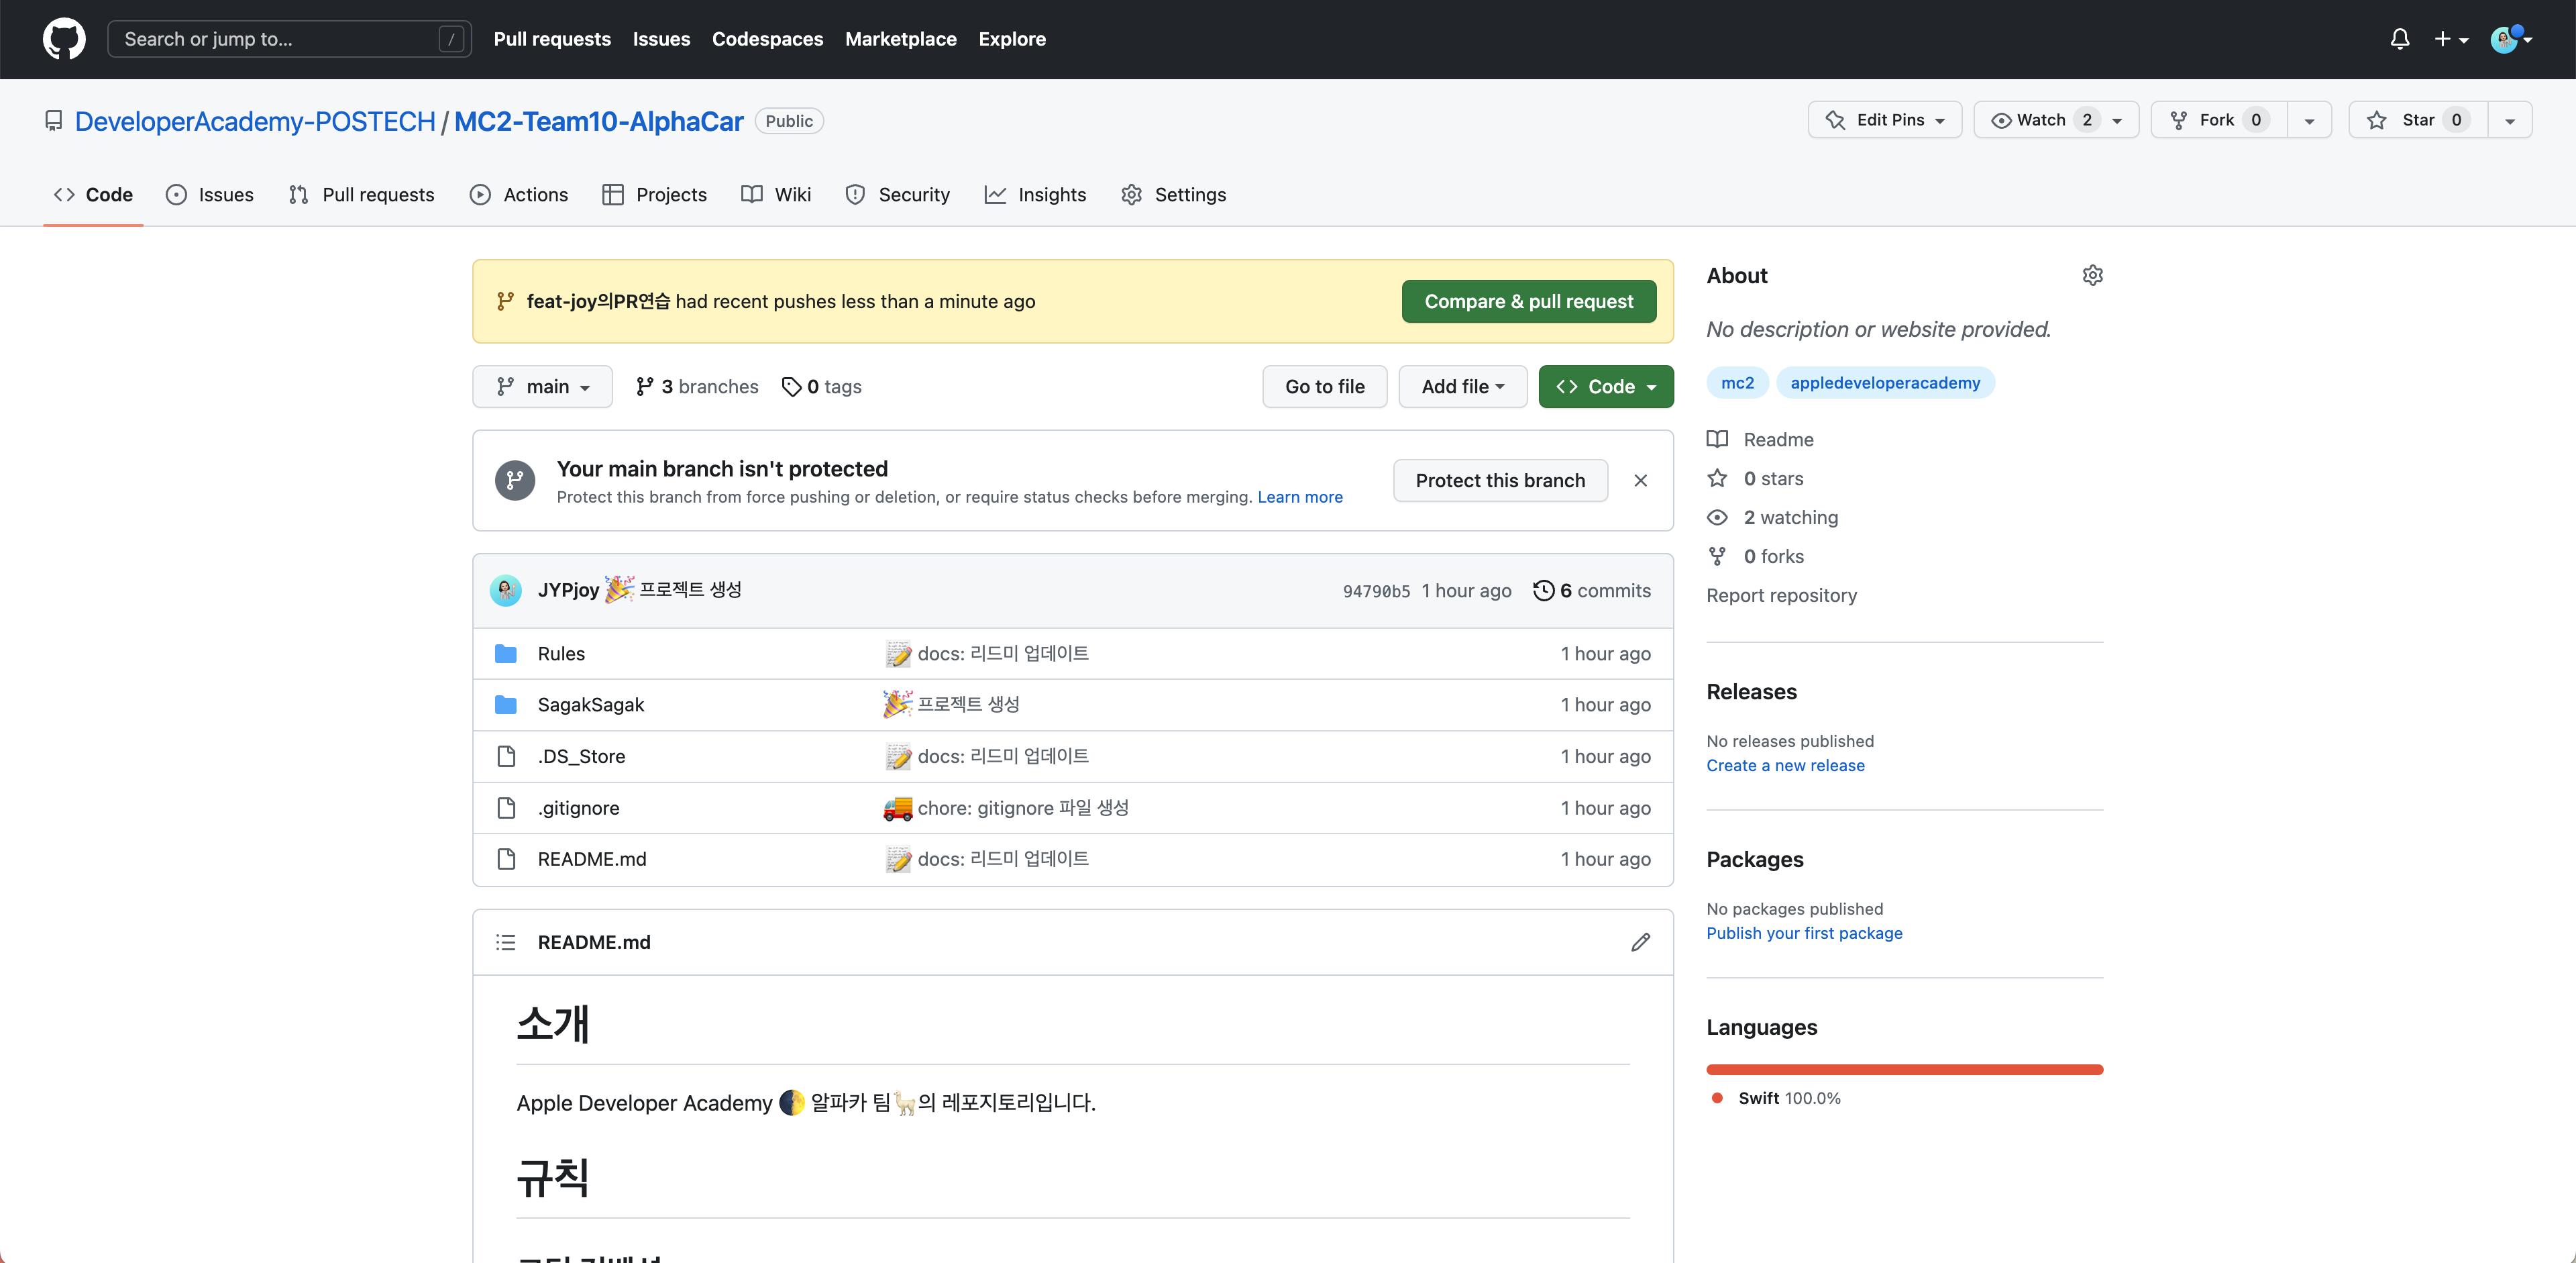 Search or jump to... /
Pull requests Issues Codespaces Marketplace Explore
DeveloperAcademy-POSTECH / MC2-Team10-AlphaCar Public
Edit Pins Watch 2 Fork 0 Star 0
Code Issues Pull requests Actions Projects Wiki Security Insights Settings
feat-joy의PR연습 had recent pushes less than a minute ago
Compare & pull request
main 3 branches 0 tags
Go to file Add file Code
Your main branch isn't protected
Protect this branch from force pushing or deletion, or require status checks before merging. Learn more
Protect this branch
JYPjoy 🎉 프로젝트 생성 94790b5 1 hour ago 6 commits
Rules 📝 docs: 리드미 업데이트 1 hour ago
SagakSagak 🎉 프로젝트 생성 1 hour ago
.DS_Store 📝 docs: 리드미 업데이트 1 hour ago
.gitignore 🚚 chore: gitignore 파일 생성 1 hour ago
README.md 📝 docs: 리드미 업데이트 1 hour ago
README.md
소개
Apple Developer Academy 🌓 알파카 팀🦙의 레포지토리입니다.
규칙
About
No description or website provided.
mc2 appledeveloperacademy
Readme
0 stars
2 watching
0 forks
Report repository
Releases
No releases published
Create a new release
Packages
No packages published
Publish your first package
Languages
Swift 100.0%